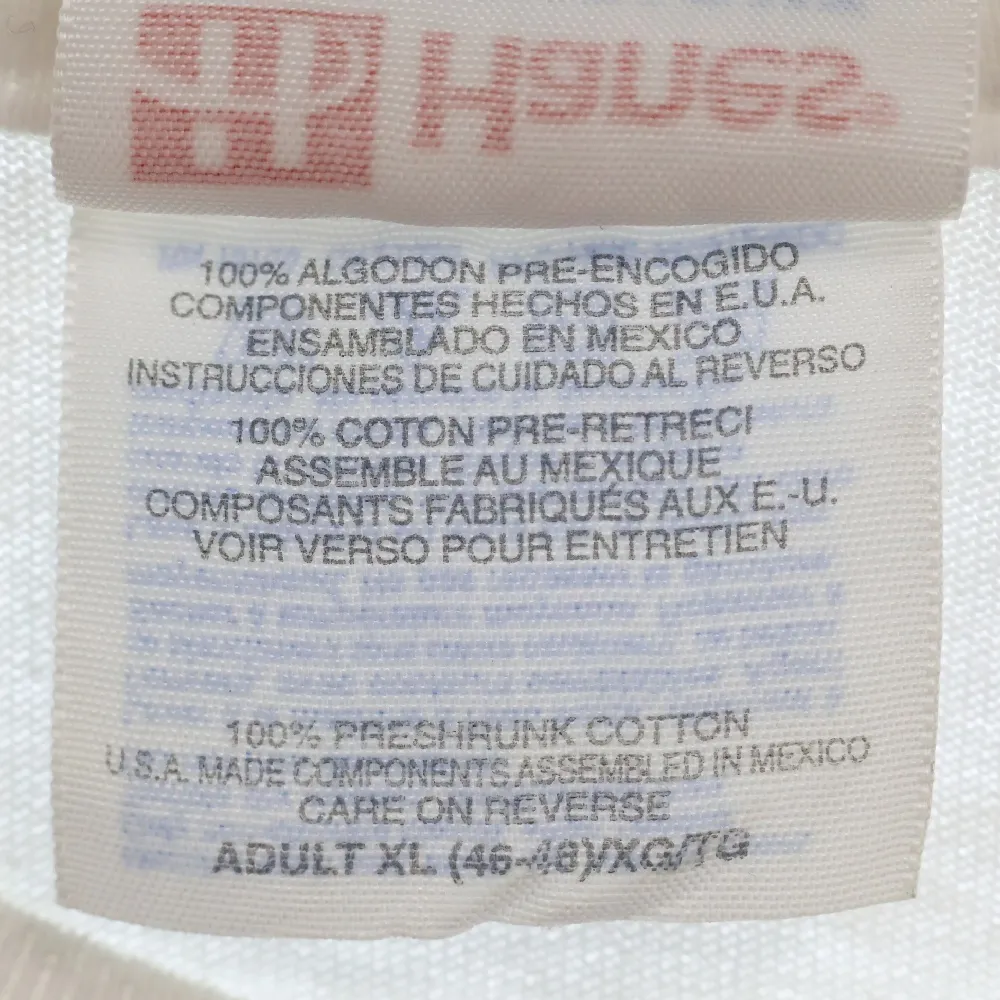 Hanes®
100% ALGODON PRE-ENCOGIDO
COMPONENTES HECHOS EN E.U.A.
ENSAMBLADO EN MEXICO
INSTRUCCIONES DE CUIDADO AL REVERSO
100% COTON PRE-RETRECI
ASSEMBLE AU MEXIQUE
COMPOSANTS FABRIQUÉS AUX E.-U.
VOIR VERSO POUR ENTRETIEN
100% PRESHRUNK COTTON
U.S.A. MADE COMPONENTS ASSEMBLED IN MEXICO
CARE ON REVERSE
ADULT XL (46-48)/XG/TG